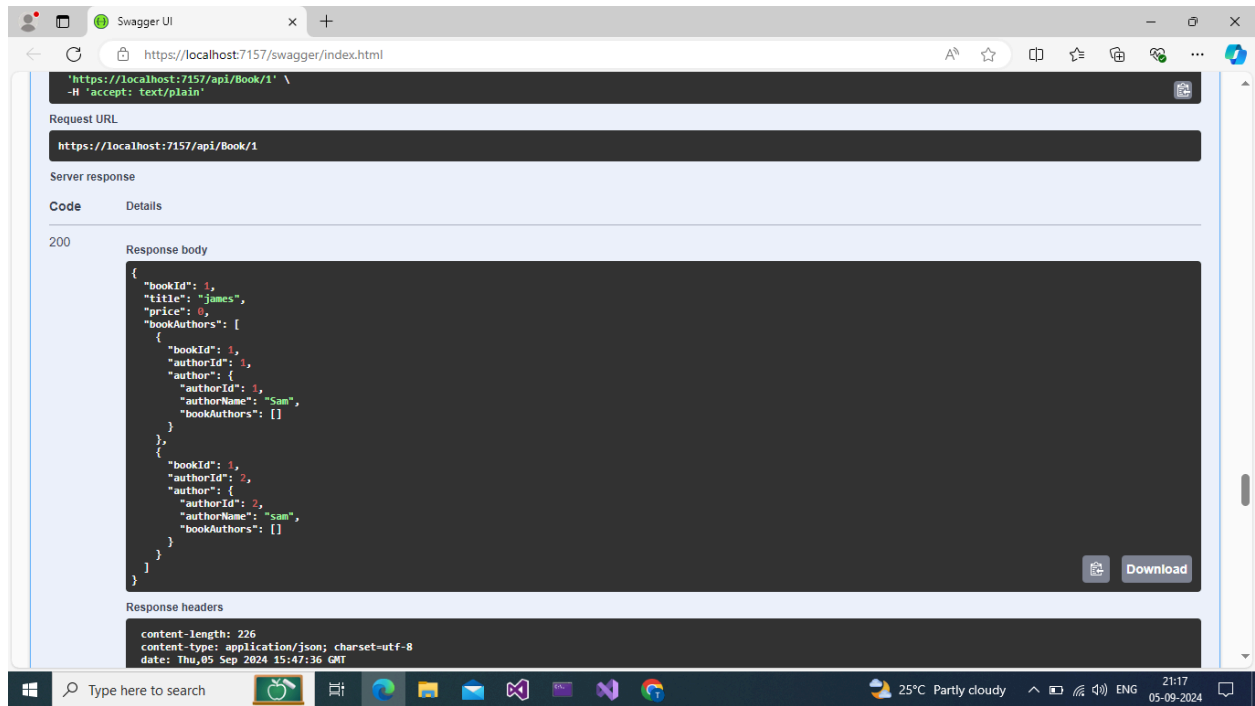 Swagger UI
https://localhost:7157/swagger/index.html
'https://localhost:7157/api/Book/1' \
-H 'accept: text/plain'
Request URL
https://localhost:7157/api/Book/1
Server response
Code Details
200
Response body
{
"bookId": 1,
"title": "james",
"price": 0,
"bookAuthors": [
{
"bookId": 1,
"authorId": 1,
"author": {
"authorId": 1,
"authorName": "Sam",
"bookAuthors": []
}
},
{
"bookId": 1,
"authorId": 2,
"author": {
"authorId": 2,
"authorName": "sam",
"bookAuthors": []
}
}
]
}
Download
Response headers
content-length: 226
content-type: application/json; charset=utf-8
date: Thu,05 Sep 2024 15:47:36 GMT
Type here to search
25°C Partly cloudy
ENG
21:17
05-09-2024